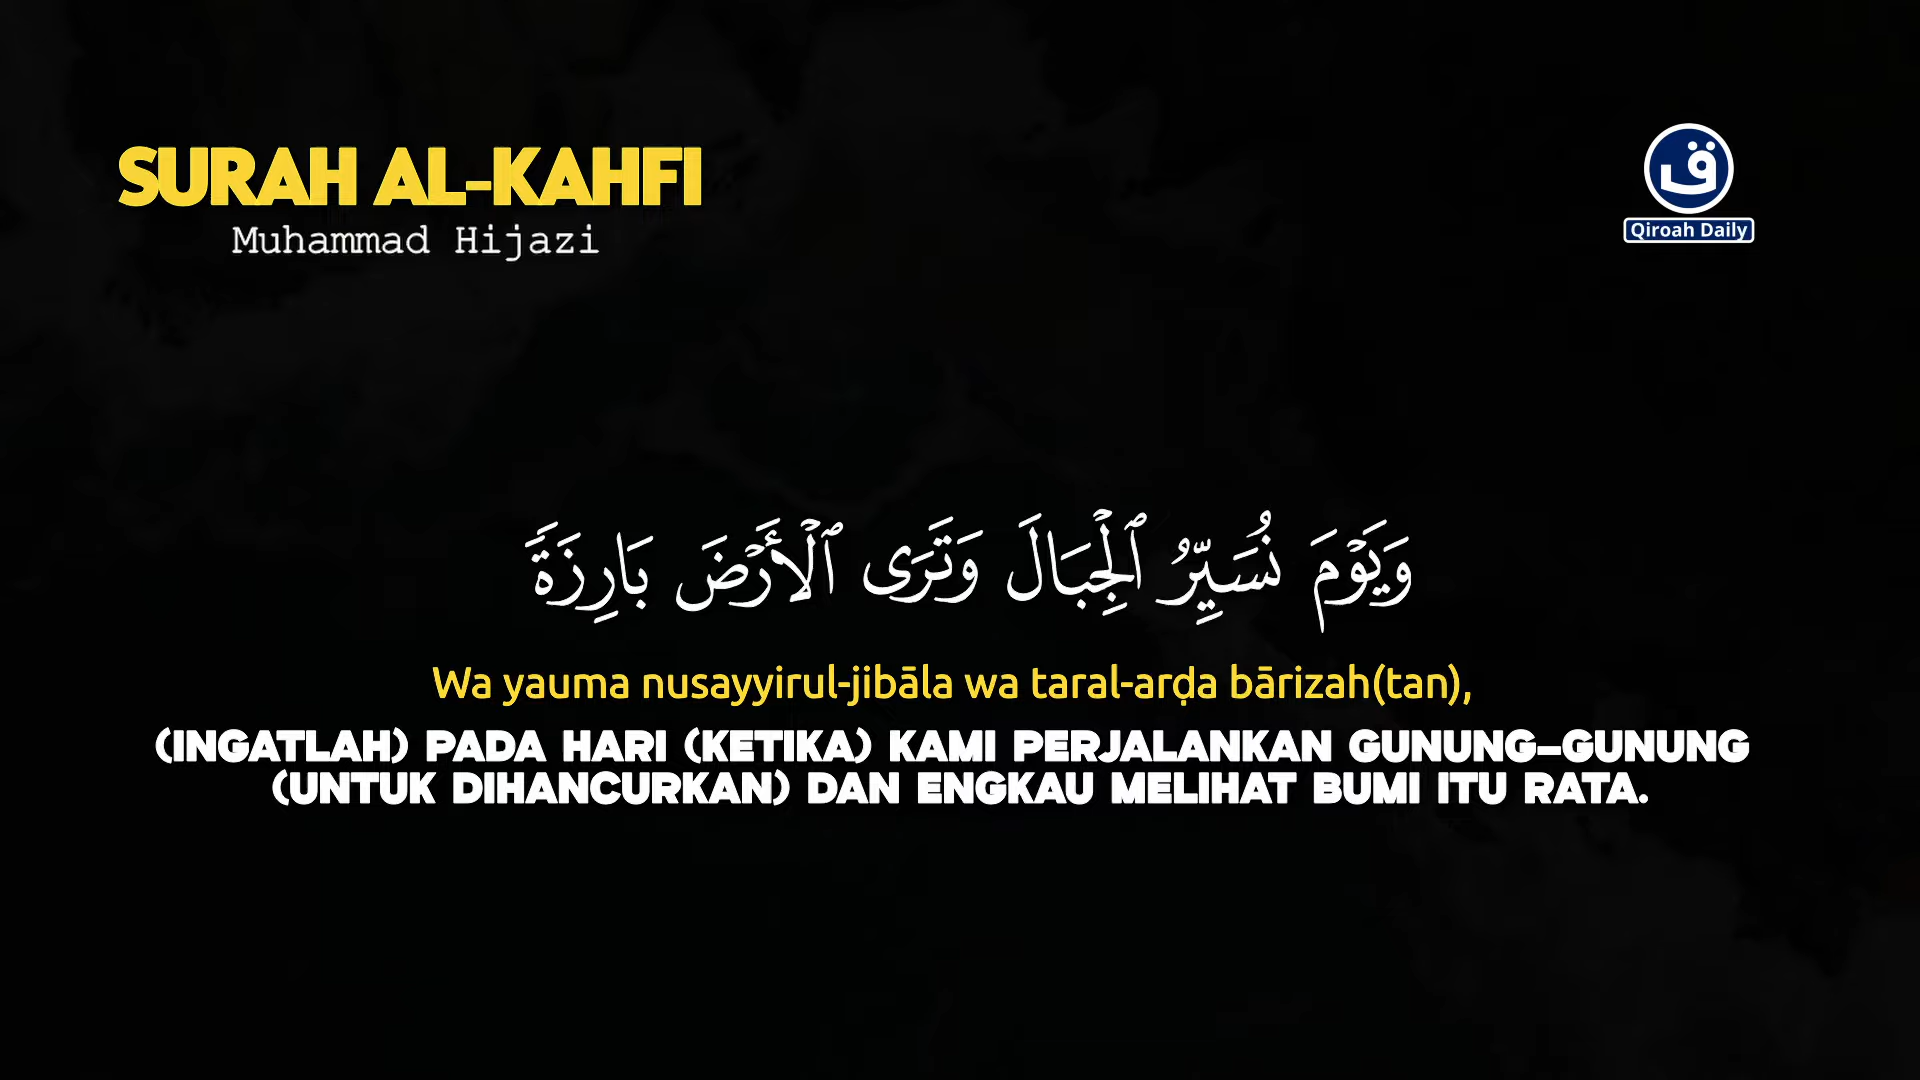 SURAH AL-KAHFI
Muhammad Hijazi
ق
Qiroah Daily
وَيَوْمَ نُسَيِّرُ ٱلْجِبَالَ وَتَرَى ٱلْأَرْضَ بَارِزَةً
Wa yauma nusayyirul-jibāla wa taral-arḍa bārizah(tan),
(INGATLAH) PADA HARI (KETIKA) KAMI PERJALANKAN GUNUNG-GUNUNG
(UNTUK DIHANCURKAN) DAN ENGKAU MELIHAT BUMI ITU RATA.